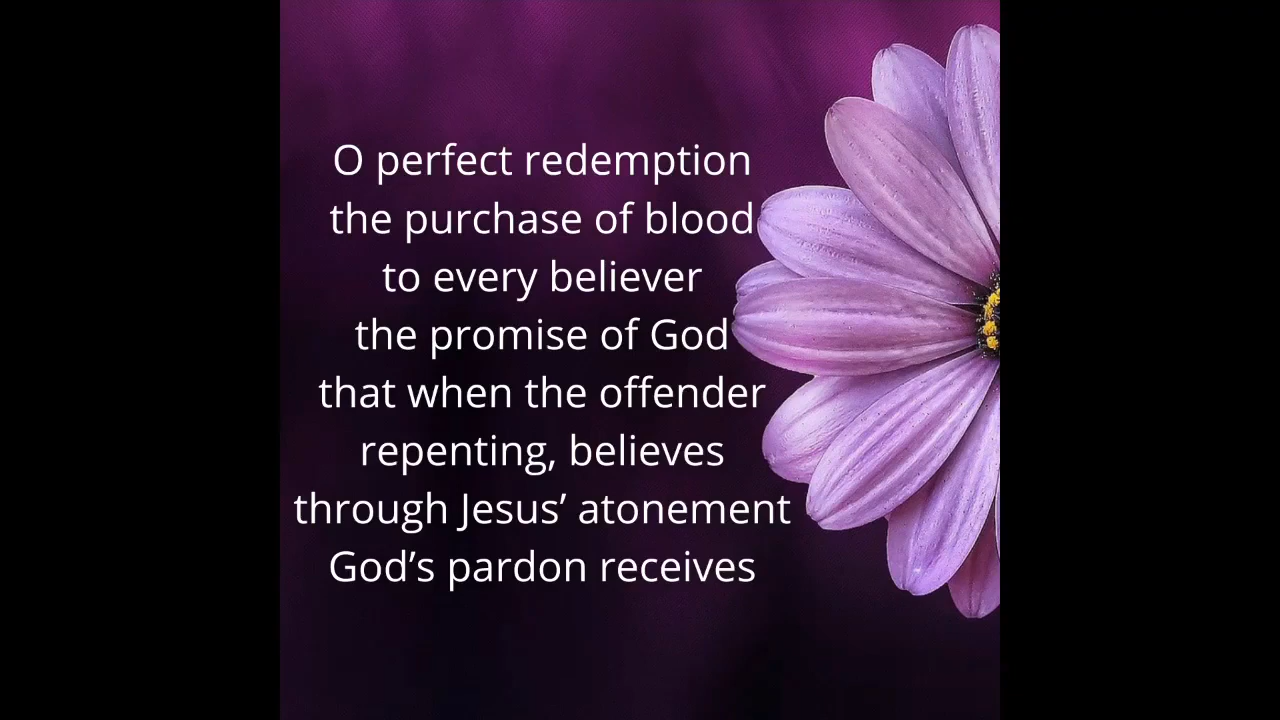 O perfect redemption
the purchase of blood
to every believer
the promise of God
that when the offender
repenting, believes
through Jesus’ atonement
God’s pardon receives